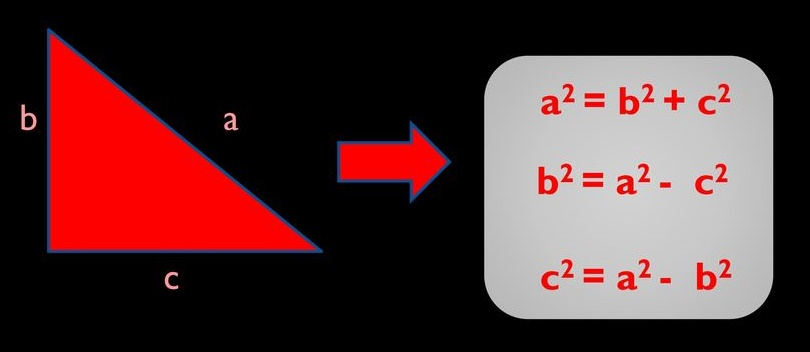 b
a
c
a² = b² + c²
b² = a² - c²
c² = a² - b²